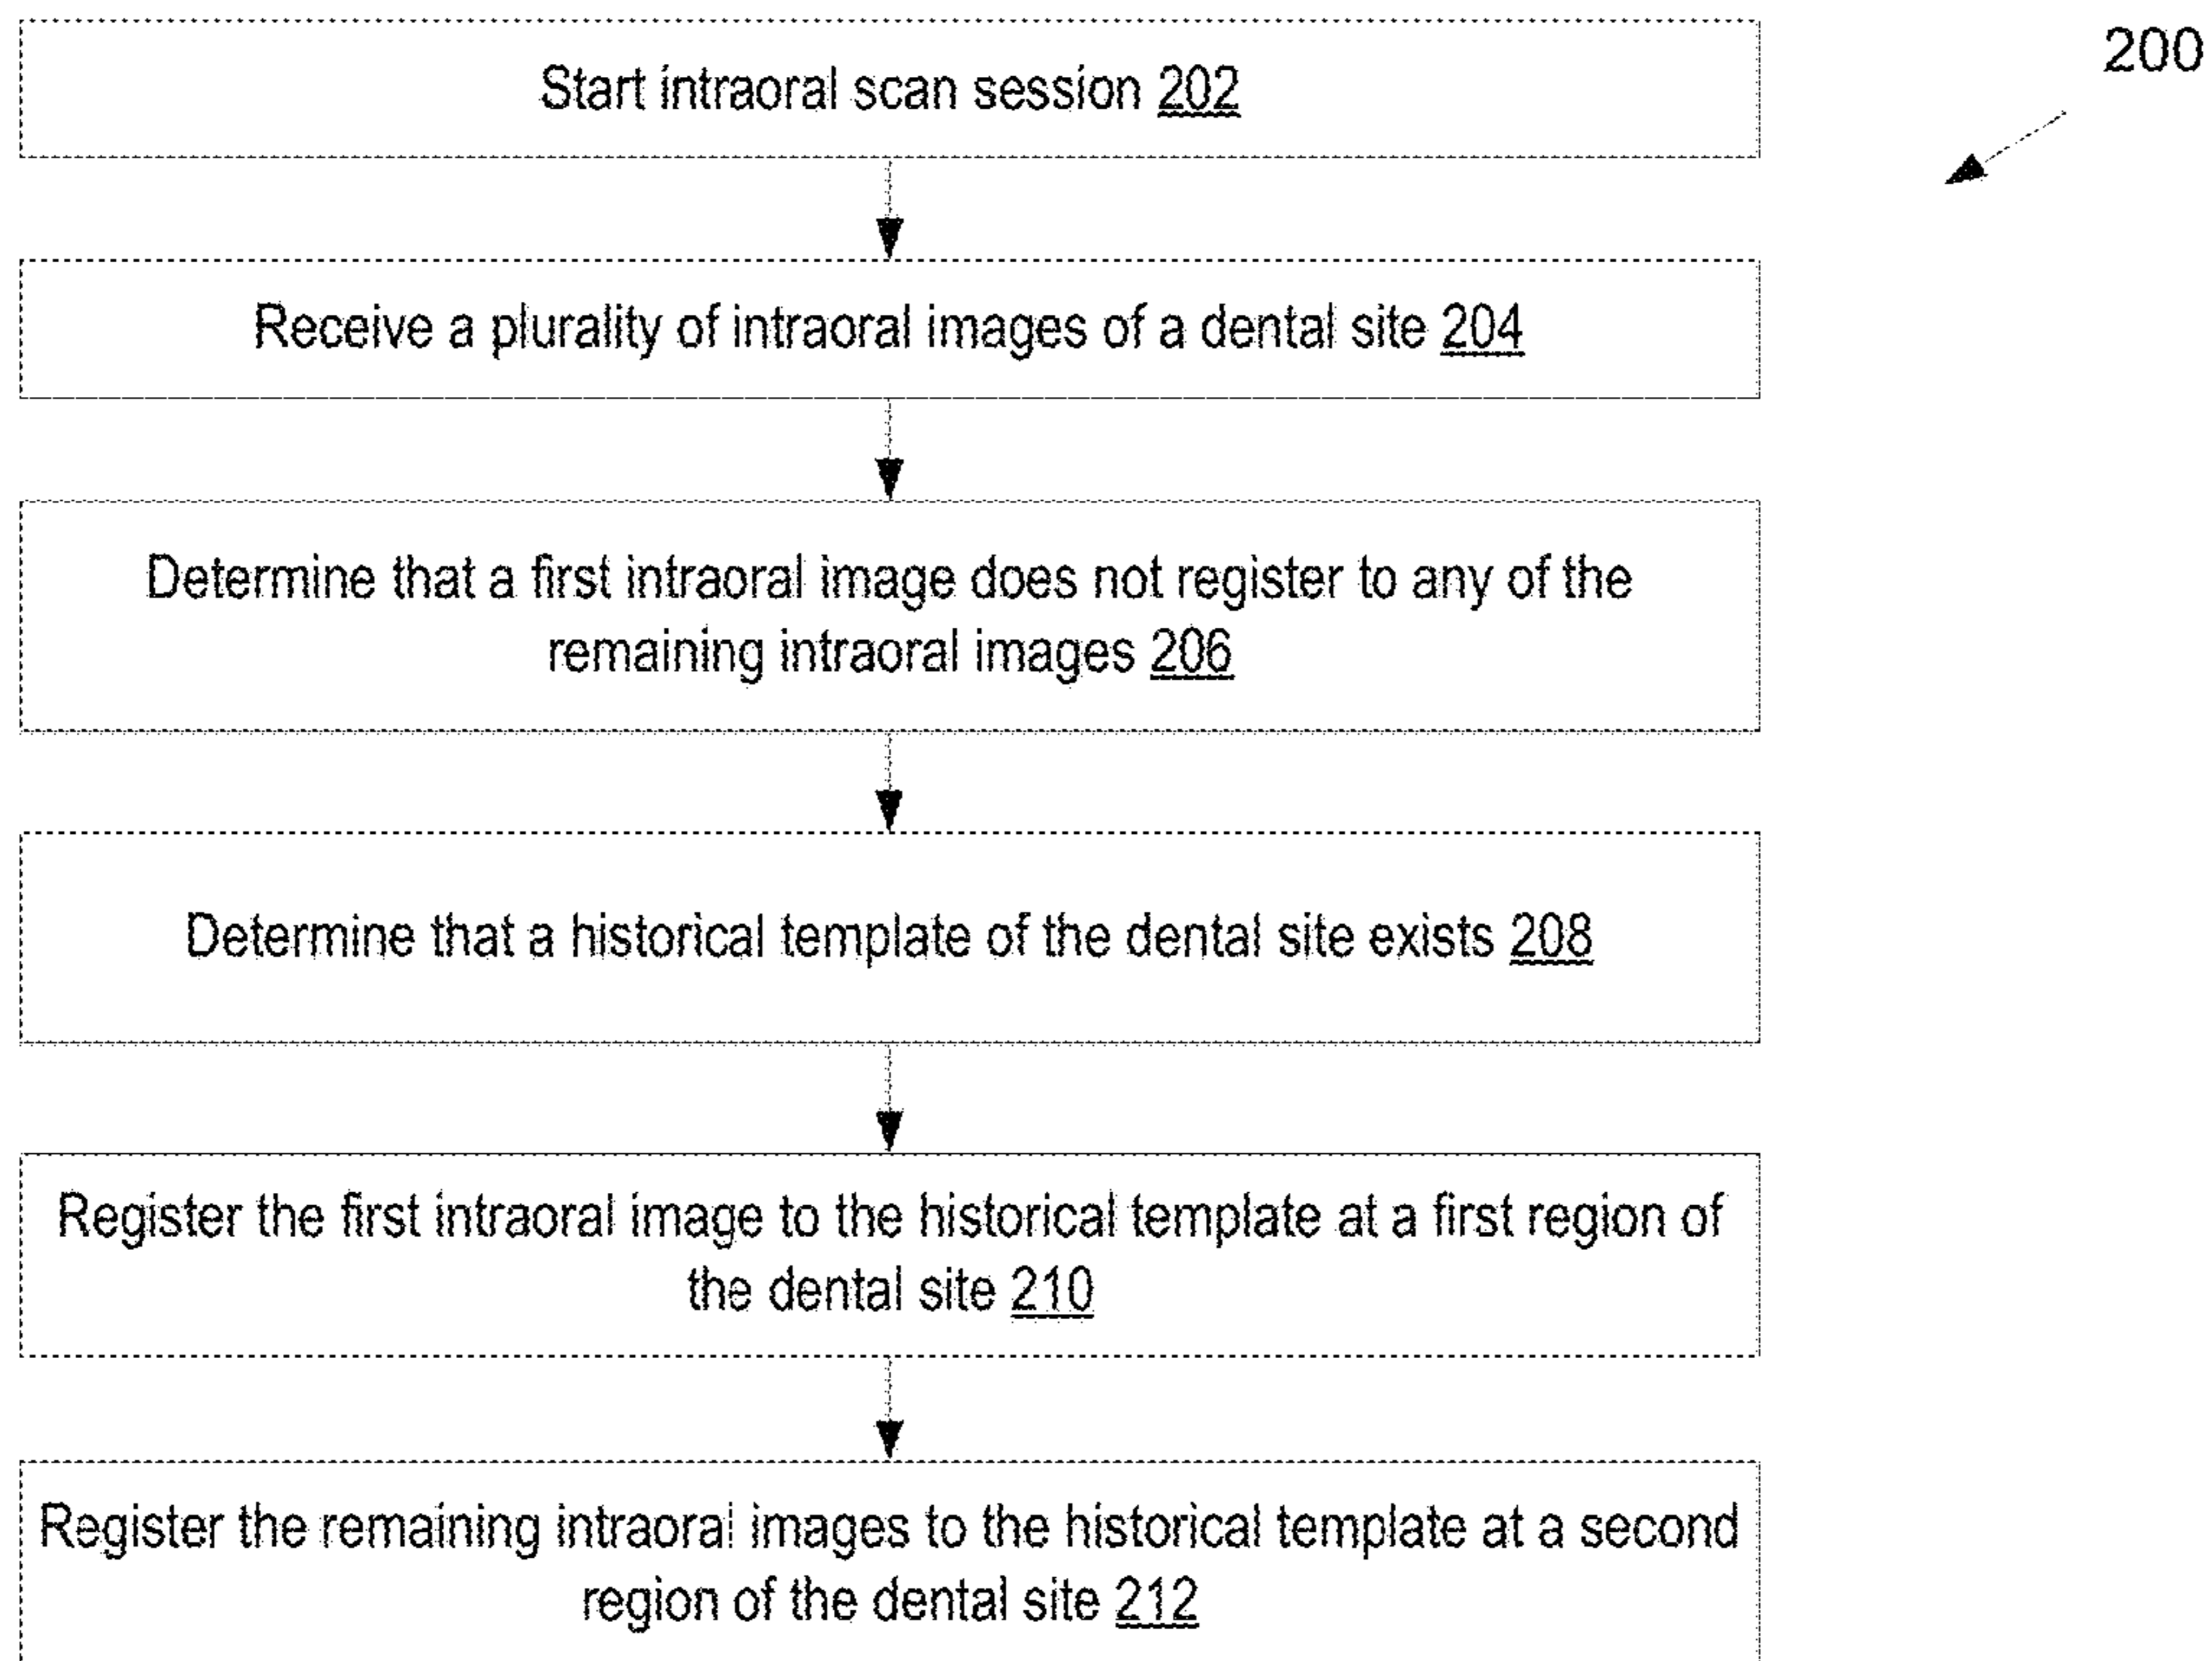 200
Start intraoral scan session 202
Receive a plurality of intraoral images of a dental site 204
Determine that a first intraoral image does not register to any of the
remaining intraoral images 206
Determine that a historical template of the dental site exists 208
Register the first intraoral image to the historical template at a first region of
the dental site 210
Register the remaining intraoral images to the historical template at a second
region of the dental site 212